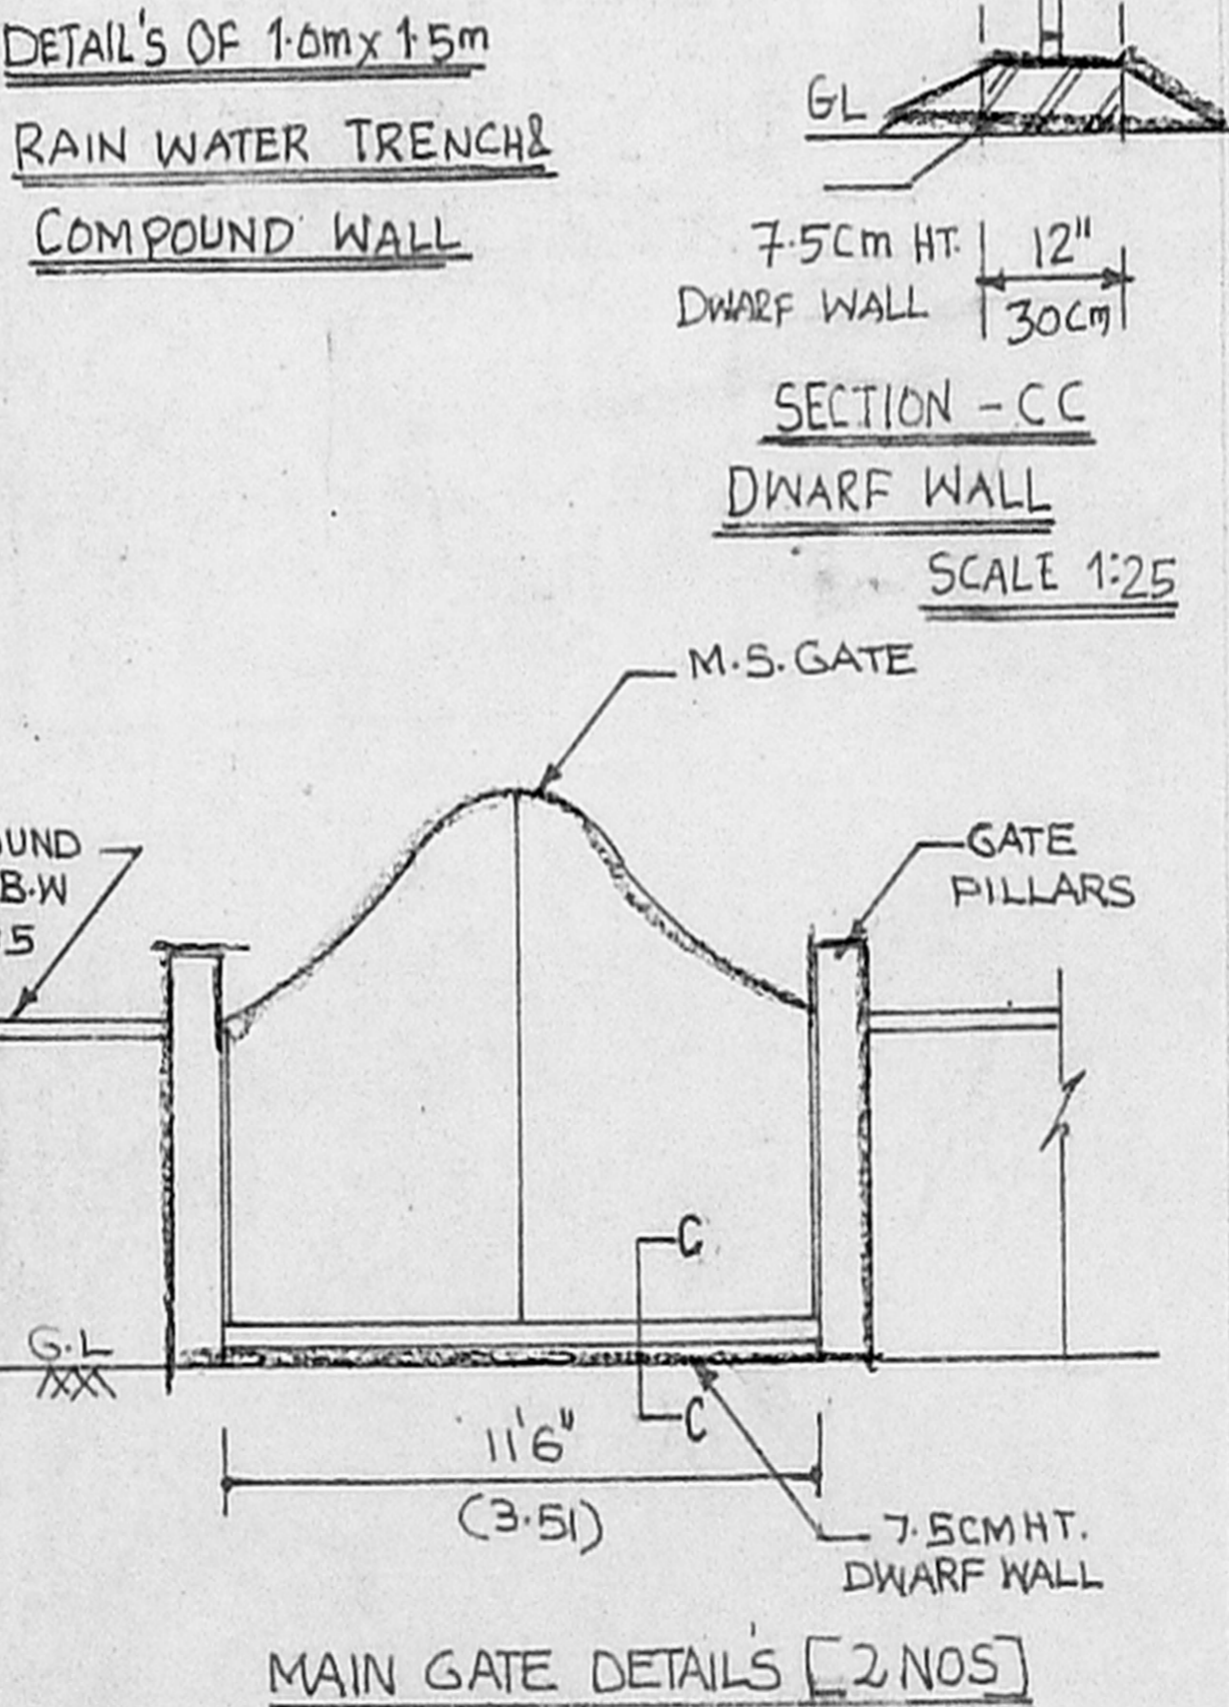 DETAIL'S OF 1.0m x 1.5m
RAIN WATER TRENCH &
COMPOUND WALL
GL
7.5Cm HT.
DWARF WALL
12"
30Cm
SECTION - CC
DWARF WALL
SCALE 1:25
M.S. GATE
OUND
B.W
5
GATE
PILLARS
C
G.L
C
11'6"
(3.51)
7.5CM HT.
DWARF WALL
MAIN GATE DETAIL'S [2 NOS]